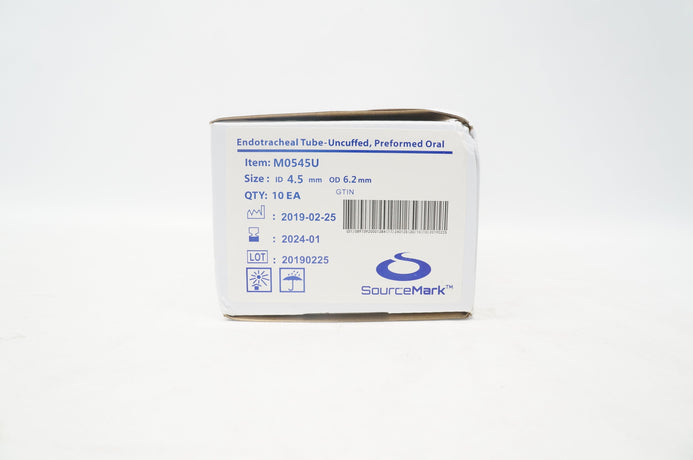 Endotracheal Tube-Uncuffed, Preformed Oral
Item: M0545U
Size: ID 4.5 mm OD 6.2 mm
QTY: 10 EA
GTIN
: 2019-02-25
: 2024-01
LOT : 20190225
SourceMark™